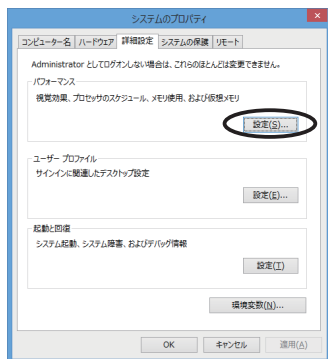 システムのプロパティ
コンピューター名 ハードウェア 詳細設定 システムの保護 リモート
Administrator としてログオンしない場合は、これらのほとんどは変更できません。
パフォーマンス
視覚効果、プロセッサのスケジュール、メモリ使用、および仮想メモリ
設定(S)...
ユーザー プロファイル
サインインに関連したデスクトップ設定
設定(E)...
起動と回復
システム起動、システム障害、およびデバッグ情報
設定(T)
環境変数(N)...
OK キャンセル 適用(A)